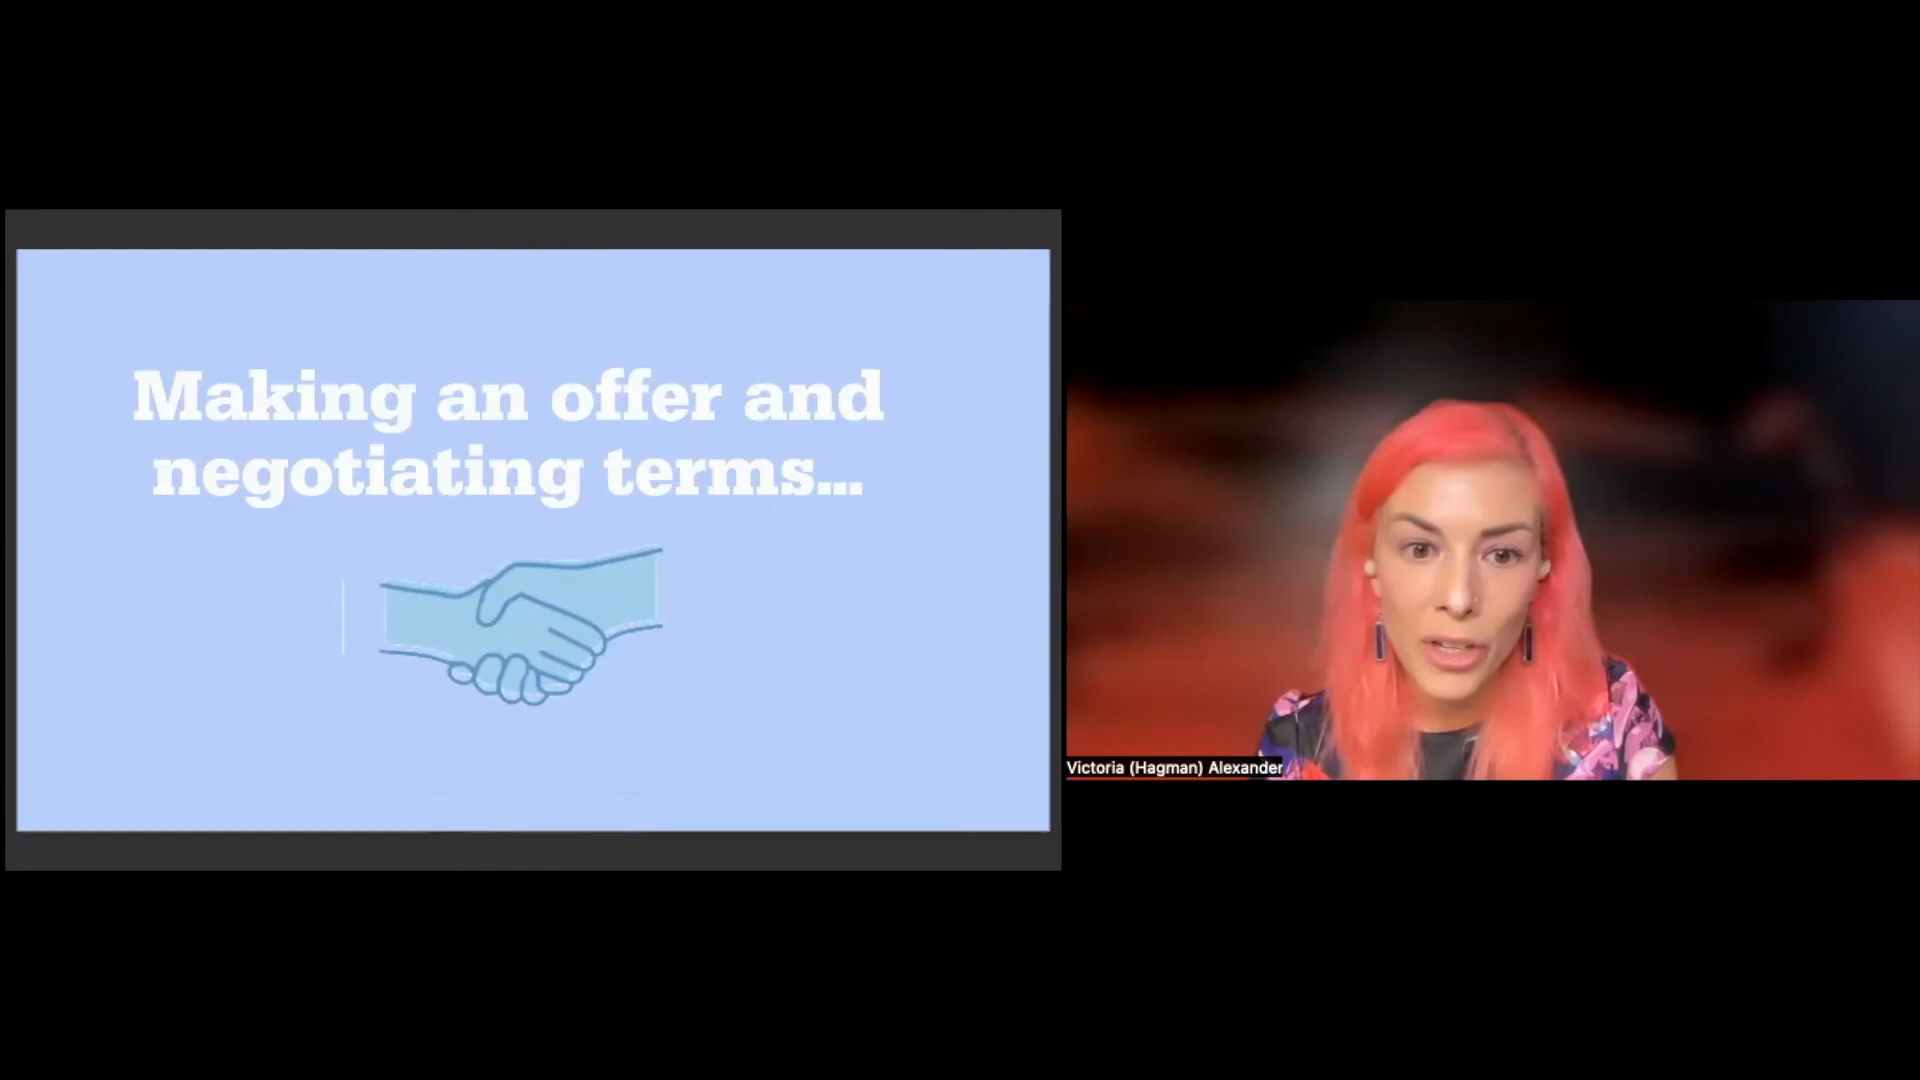 Making an offer and
negotiating terms...
Victoria (Hagman) Alexander